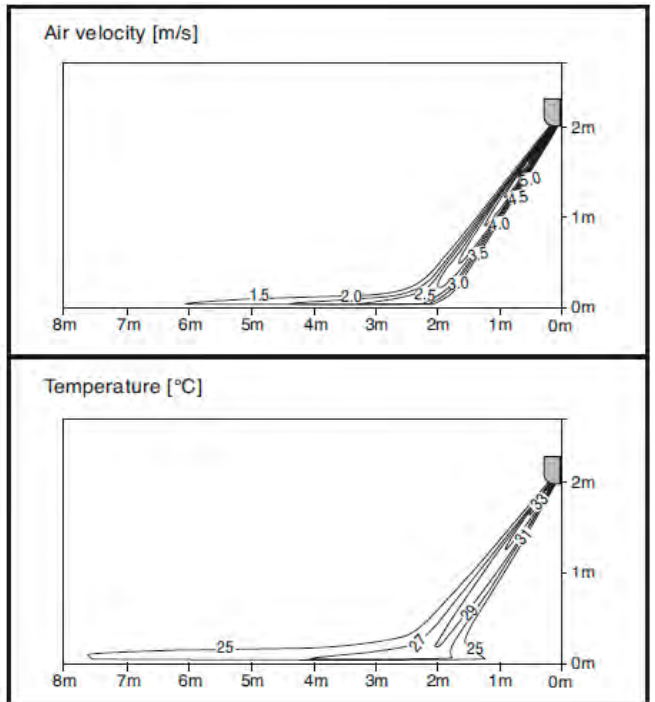 Air velocity [m/s]
2m
5.0
4.5
1m
4.0
3.5
3.0
1.5 2.0 2.5
0m
8m 7m 6m 5m 4m 3m 2m 1m 0m
Temperature [°C]
2m
33
31
1m
29
27
25 25
0m
8m 7m 6m 5m 4m 3m 2m 1m 0m